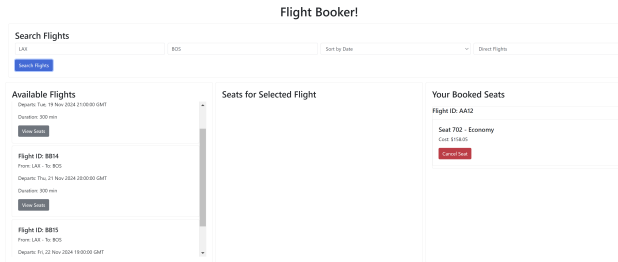 Flight Booker!
Search Flights
LAX
BOS
Sort by Date
Direct Flights
Search Flights
Available Flights
Departs: Tue, 19 Nov 2024 21:00:00 GMT
Duration: 300 min
View Seats
Flight ID: BB14
From: LAX - To: BOS
Departs: Thu, 21 Nov 2024 20:00:00 GMT
Duration: 300 min
View Seats
Flight ID: BB15
From: LAX - To: BOS
Departs: Fri, 22 Nov 2024 19:00:00 GMT
Seats for Selected Flight
Your Booked Seats
Flight ID: AA12
Seat 702 - Economy
Cost: $158.05
Cancel Seat